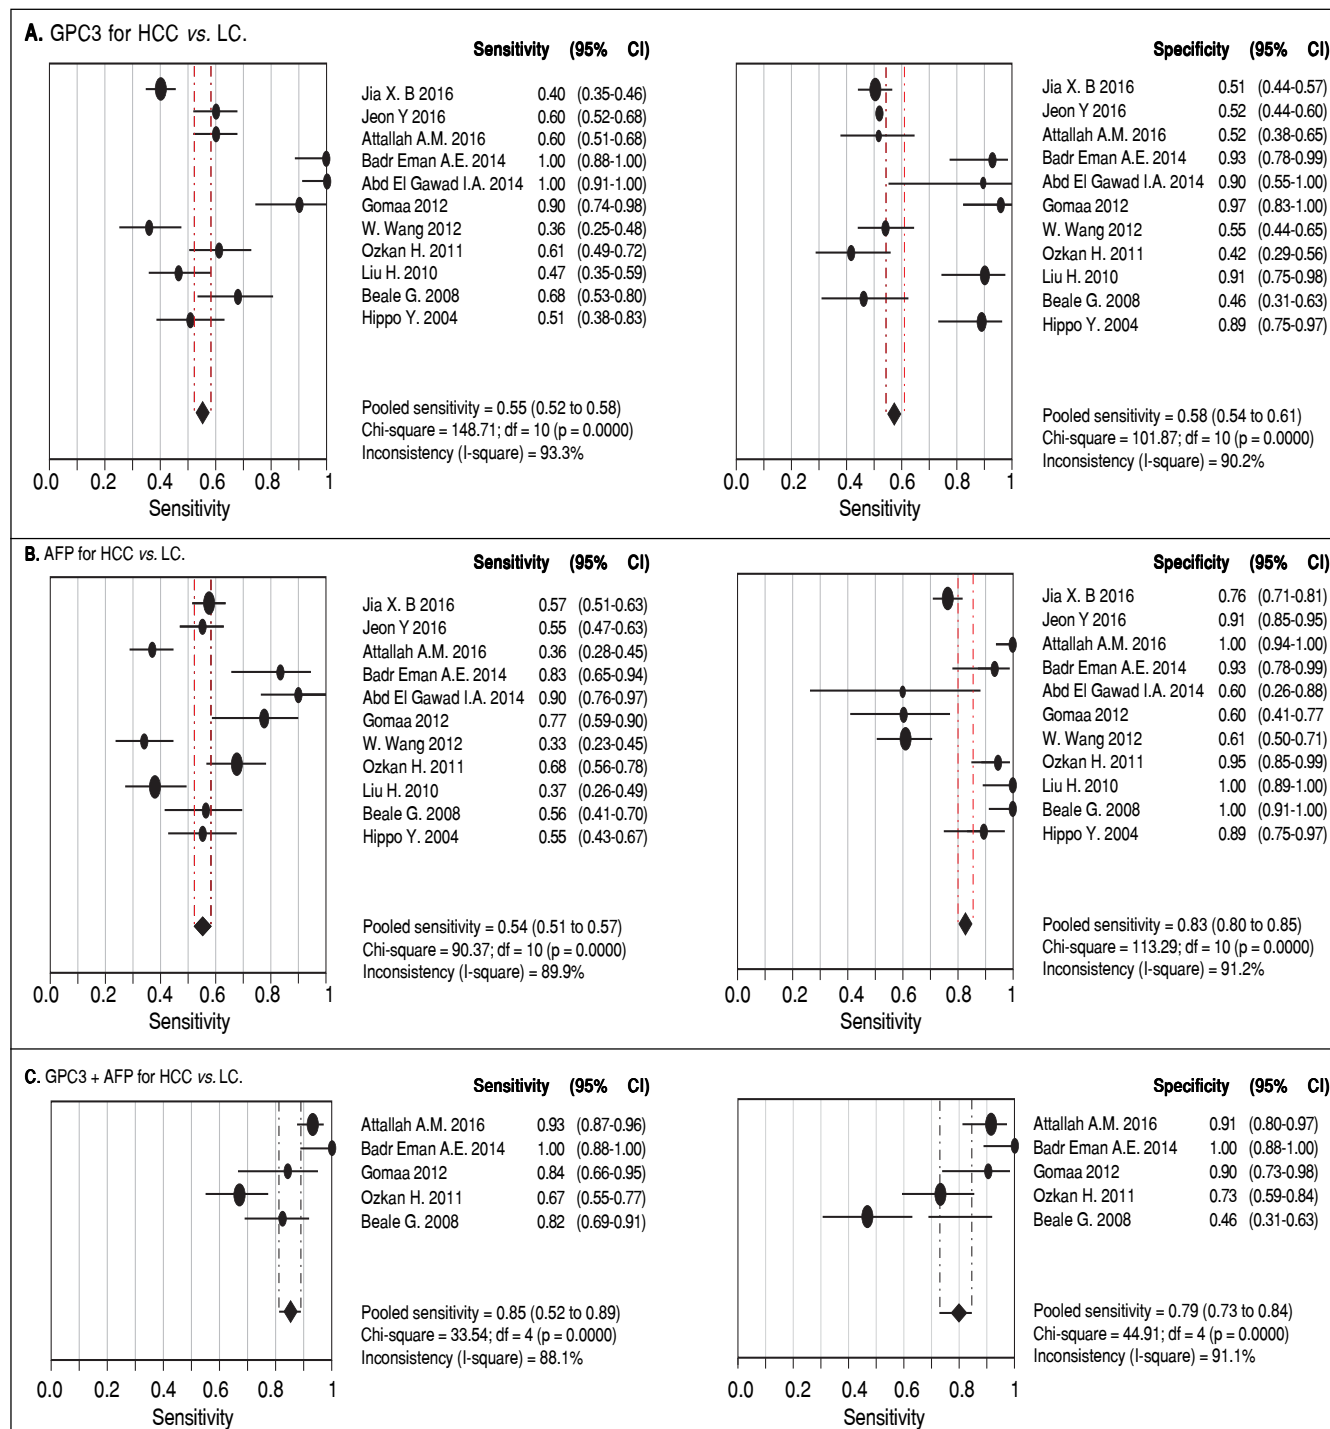 A. GPC3 for HCC vs. LC.
Sensitivity (95% CI)
Jia X. B 2016 0.40 (0.35-0.46)
Jeon Y 2016 0.60 (0.52-0.68)
Attallah A.M. 2016 0.60 (0.51-0.68)
Badr Eman A.E. 2014 1.00 (0.88-1.00)
Abd El Gawad I.A. 2014 1.00 (0.91-1.00)
Gomaa 2012 0.90 (0.74-0.98)
W. Wang 2012 0.36 (0.25-0.48)
Ozkan H. 2011 0.61 (0.49-0.72)
Liu H. 2010 0.47 (0.35-0.59)
Beale G. 2008 0.68 (0.53-0.80)
Hippo Y. 2004 0.51 (0.38-0.83)
Pooled sensitivity = 0.55 (0.52 to 0.58)
Chi-square = 148.71; df = 10 (p = 0.0000)
Inconsistency (I-square) = 93.3%
0.0 0.2 0.4 0.6 0.8 1
Sensitivity
Specificity (95% CI)
Jia X. B 2016 0.51 (0.44-0.57)
Jeon Y 2016 0.52 (0.44-0.60)
Attallah A.M. 2016 0.52 (0.38-0.65)
Badr Eman A.E. 2014 0.93 (0.78-0.99)
Abd El Gawad I.A. 2014 0.90 (0.55-1.00)
Gomaa 2012 0.97 (0.83-1.00)
W. Wang 2012 0.55 (0.44-0.65)
Ozkan H. 2011 0.42 (0.29-0.56)
Liu H. 2010 0.91 (0.75-0.98)
Beale G. 2008 0.46 (0.31-0.63)
Hippo Y. 2004 0.89 (0.75-0.97)
Pooled sensitivity = 0.58 (0.54 to 0.61)
Chi-square = 101.87; df = 10 (p = 0.0000)
Inconsistency (I-square) = 90.2%
0.0 0.2 0.4 0.6 0.8 1
Sensitivity
B. AFP for HCC vs. LC.
Sensitivity (95% CI)
Jia X. B 2016 0.57 (0.51-0.63)
Jeon Y 2016 0.55 (0.47-0.63)
Attallah A.M. 2016 0.36 (0.28-0.45)
Badr Eman A.E. 2014 0.83 (0.65-0.94)
Abd El Gawad I.A. 2014 0.90 (0.76-0.97)
Gomaa 2012 0.77 (0.59-0.90)
W. Wang 2012 0.33 (0.23-0.45)
Ozkan H. 2011 0.68 (0.56-0.78)
Liu H. 2010 0.37 (0.26-0.49)
Beale G. 2008 0.56 (0.41-0.70)
Hippo Y. 2004 0.55 (0.43-0.67)
Pooled sensitivity = 0.54 (0.51 to 0.57)
Chi-square = 90.37; df = 10 (p = 0.0000)
Inconsistency (I-square) = 89.9%
0.0 0.2 0.4 0.6 0.8 1
Sensitivity
Specificity (95% CI)
Jia X. B 2016 0.76 (0.71-0.81)
Jeon Y 2016 0.91 (0.85-0.95)
Attallah A.M. 2016 1.00 (0.94-1.00)
Badr Eman A.E. 2014 0.93 (0.78-0.99)
Abd El Gawad I.A. 2014 0.60 (0.26-0.88)
Gomaa 2012 0.60 (0.41-0.77
W. Wang 2012 0.61 (0.50-0.71)
Ozkan H. 2011 0.95 (0.85-0.99)
Liu H. 2010 1.00 (0.89-1.00)
Beale G. 2008 1.00 (0.91-1.00)
Hippo Y. 2004 0.89 (0.75-0.97)
Pooled sensitivity = 0.83 (0.80 to 0.85)
Chi-square = 113.29; df = 10 (p = 0.0000)
Inconsistency (I-square) = 91.2%
0.0 0.2 0.4 0.6 0.8 1
Sensitivity
C. GPC3 + AFP for HCC vs. LC.
Sensitivity (95% CI)
Attallah A.M. 2016 0.93 (0.87-0.96)
Badr Eman A.E. 2014 1.00 (0.88-1.00)
Gomaa 2012 0.84 (0.66-0.95)
Ozkan H. 2011 0.67 (0.55-0.77)
Beale G. 2008 0.82 (0.69-0.91)
Pooled sensitivity = 0.85 (0.52 to 0.89)
Chi-square = 33.54; df = 4 (p = 0.0000)
Inconsistency (I-square) = 88.1%
0.0 0.2 0.4 0.6 0.8 1
Sensitivity
Specificity (95% CI)
Attallah A.M. 2016 0.91 (0.80-0.97)
Badr Eman A.E. 2014 1.00 (0.88-1.00)
Gomaa 2012 0.90 (0.73-0.98)
Ozkan H. 2011 0.73 (0.59-0.84)
Beale G. 2008 0.46 (0.31-0.63)
Pooled sensitivity = 0.79 (0.73 to 0.84)
Chi-square = 44.91; df = 4 (p = 0.0000)
Inconsistency (I-square) = 91.1%
0.0 0.2 0.4 0.6 0.8 1
Sensitivity